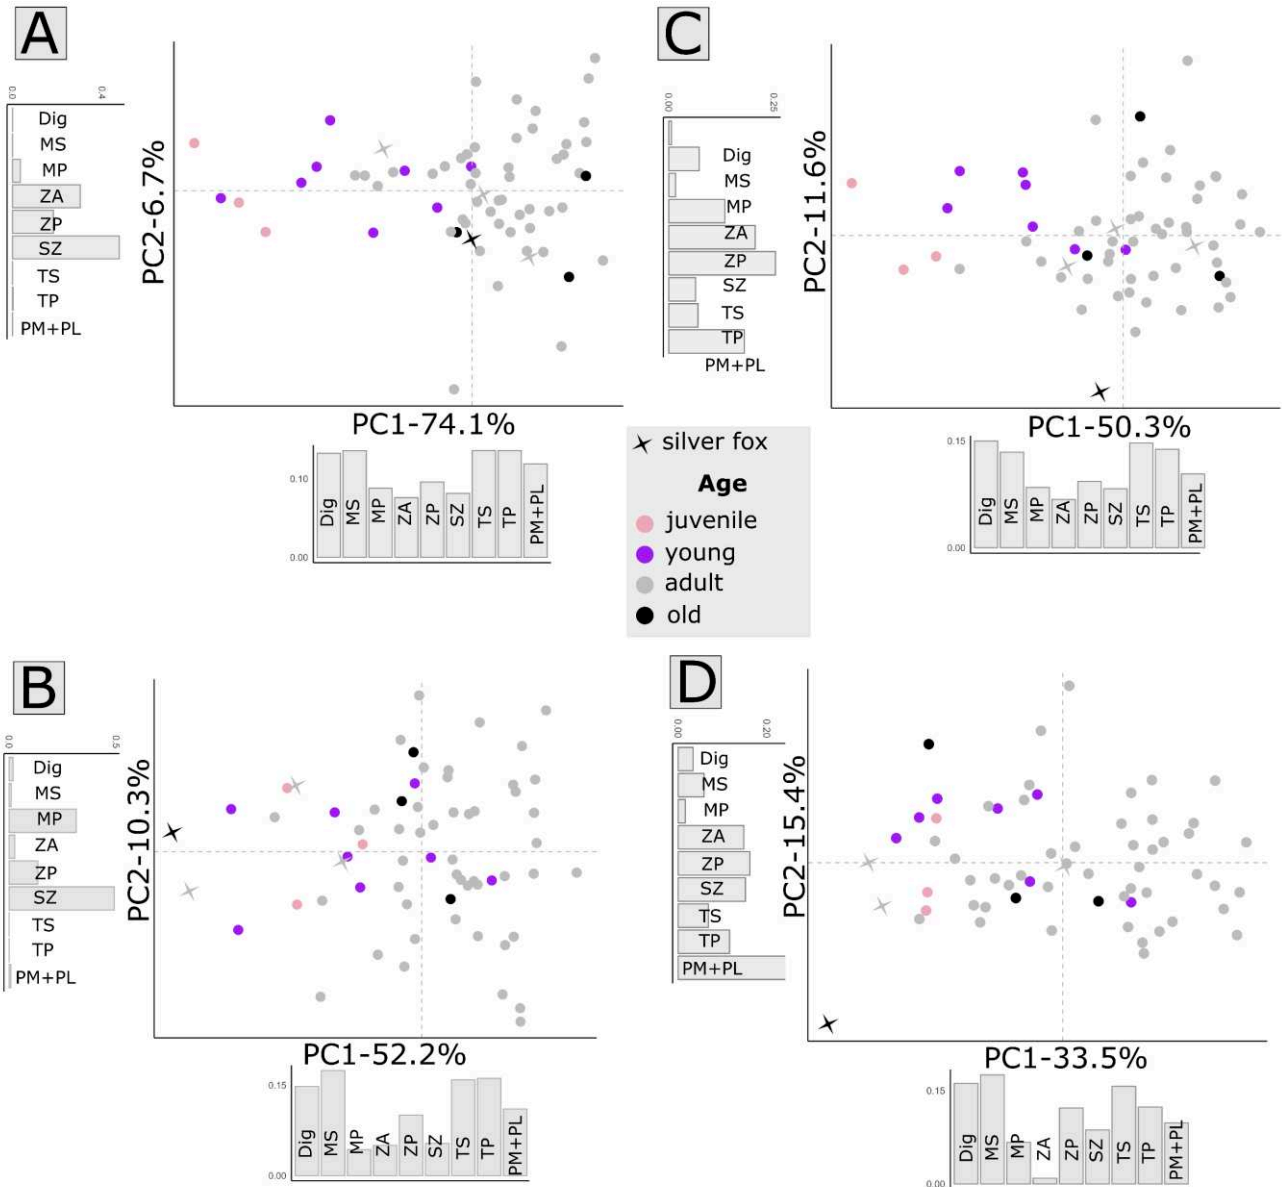 A
0.0
0.4
Dig
MS
MP
ZA
ZP
SZ
TS
TP
PM+PL
PC2-6.7%
PC1-74.1%
0.10
0.00
Dig
MS
MP
ZA
ZP
SZ
TS
TP
PM+PL
C
0.00
0.25
Dig
MS
MP
ZA
ZP
SZ
TS
TP
PM+PL
PC2-11.6%
PC1-50.3%
0.15
0.00
Dig
MS
MP
ZA
ZP
SZ
TS
TP
PM+PL
silver fox
Age
juvenile
young
adult
old
B
0.0
0.5
Dig
MS
MP
ZA
ZP
SZ
TS
TP
PM+PL
PC2-10.3%
PC1-52.2%
0.15
0.00
Dig
MS
MP
ZA
ZP
SZ
TS
TP
PM+PL
D
0.00
0.20
Dig
MS
MP
ZA
ZP
SZ
TS
TP
PM+PL
PC2-15.4%
PC1-33.5%
0.15
0.00
Dig
MS
MP
ZA
ZP
SZ
TS
TP
PM+PL